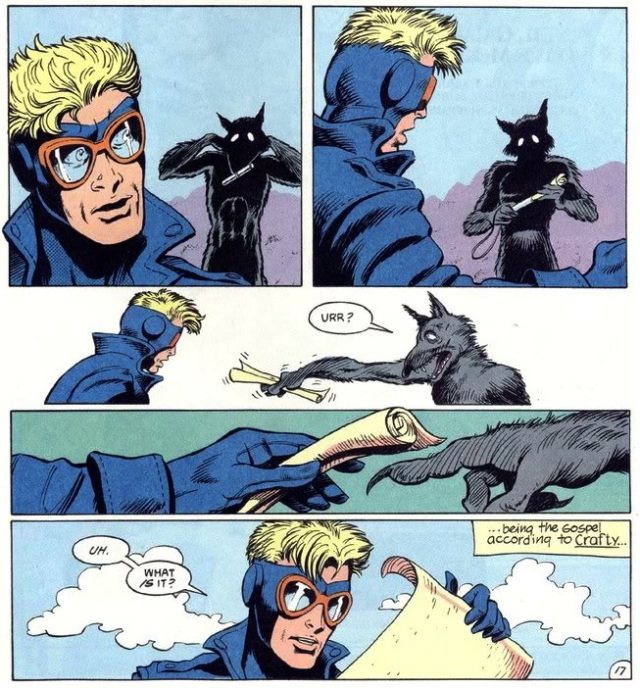 URR?
...being the Gospel
according to Crafty...
UH.
WHAT
IS IT?
17